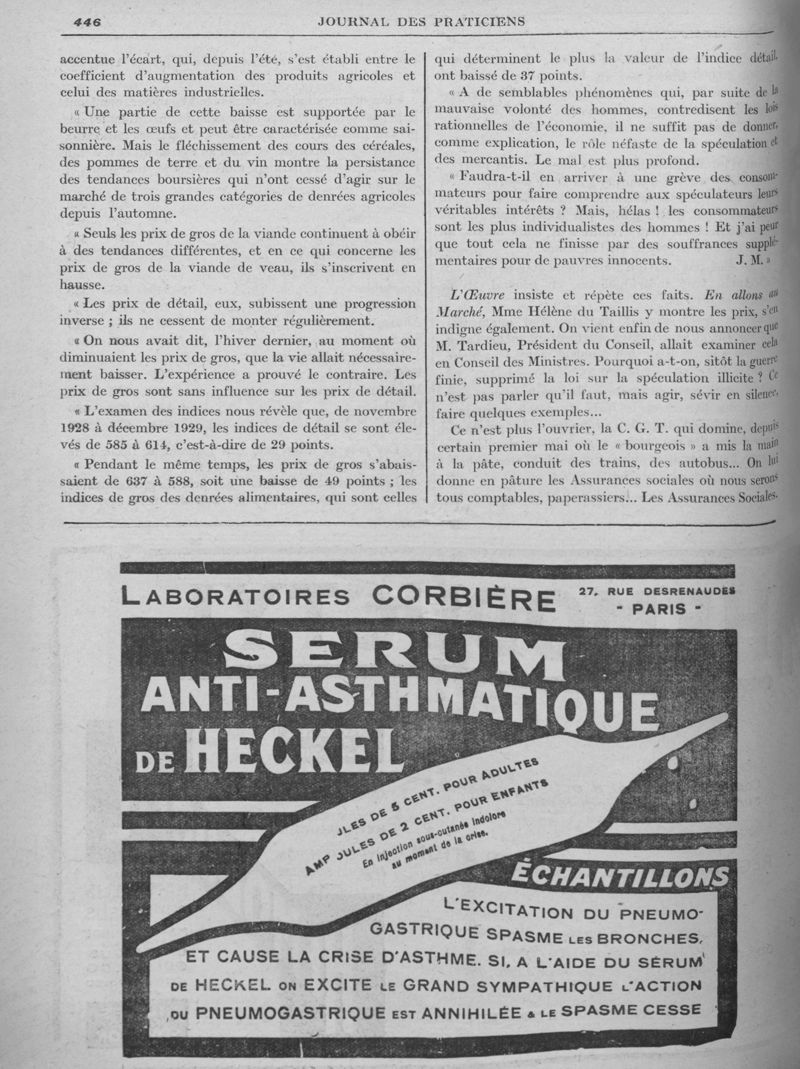 446
JOURNAL DES PRATICIENS
accentue l'écart, qui, depuis l'été, s'est établi entre le
coefficient d'augmentation des produits agricoles et
celui des matières industrielles.
« Une partie de cette baisse est supportée par le
beurre et les œufs et peut être caractérisée comme sai-
sonnière. Mais le fléchissement des cours des céréales,
des pommes de terre et du vin montre la persistance
des tendances boursières qui n'ont cessé d'agir sur le
marché de trois grandes catégories de denrées agricoles
depuis l'automne.
« Seuls les prix de gros de la viande continuent à obéir
à des tendances différentes, et en ce qui concerne les
prix de gros de la viande de veau, ils s'inscrivent en
hausse.
« Les prix de détail, eux, subissent une progression
inverse ; ils ne cessent de monter régulièrement.
« On nous avait dit, l'hiver dernier, au moment où
diminuaient les prix de gros, que la vie allait nécessaire-
ment baisser. L'expérience a prouvé le contraire. Les
prix de gros sont sans influence sur les prix de détail.
« L'examen des indices nous révèle que, de novembre
1928 à décembre 1929, les indices de détail se sont éle-
vés de 585 à 614, c'est-à-dire de 29 points.
« Pendant le même temps, les prix de gros s'abais-
saient de 637 à 588, soit une baisse de 49 points ; les
indices de gros des denrées alimentaires, qui sont celles
qui déterminent le plus la valeur de l'indice détail,
ont baissé de 37 points.
« A de semblables phénomènes qui, par suite de la
mauvaise volonté des hommes, contredisent les lois
rationnelles de l'économie, il ne suffit pas de donner,
comme explication, le rôle néfaste de la spéculation et
des mercantis. Le mal est plus profond.
« Faudra-t-il en arriver à une grève des consom-
mateurs pour faire comprendre aux spéculateurs leurs
véritables intérêts ? Mais, hélas ! les consommateurs
sont les plus individualistes des hommes ! Et j'ai peur
que tout cela ne finisse par des souffrances supplé-
mentaires pour de pauvres innocents. J. M. »
L'Œuvre insiste et répète ces faits. En allons au
Marché, Mme Hélène du Taillis y montre les prix, s'en
indigne également. On vient enfin de nous annoncer que
M. Tardieu, Président du Conseil, allait examiner cela
en Conseil des Ministres. Pourquoi a-t-on, sitôt la guerre
finie, supprimé la loi sur la spéculation illicite ? Ce
n'est pas parler qu'il faut, mais agir, sévir en silence,
faire quelques exemples...
Ce n'est plus l'ouvrier, la C. G. T. qui domine, depuis
certain premier mai où le « bourgeois » a mis la main
à la pâte, conduit des trains, des autobus... On lui
donne en pâture les Assurances sociales où nous serons
tous comptables, paperassiers... Les Assurances Sociales.
LABORATOIRES CORBIÈRE
27, RUE DESRENAUDES
- PARIS -
SERUM
ANTI-ASTHMATIQUE
DE HECKEL
JLES DE 5 CENT. POUR ADULTES
AMP JULES DE 2 CENT. POUR ENFANTS
En injection sous-cutanée indolore
au moment de la crise.
ÉCHANTILLONS
L'EXCITATION DU PNEUMO-
GASTRIQUE SPASME LES BRONCHES,
ET CAUSE LA CRISE D'ASTHME. SI, A L'AIDE DU SÉRUM
DE HECKEL ON EXCITE LE GRAND SYMPATHIQUE L'ACTION
DU PNEUMOGASTRIQUE EST ANNIHILÉE & LE SPASME CESSE